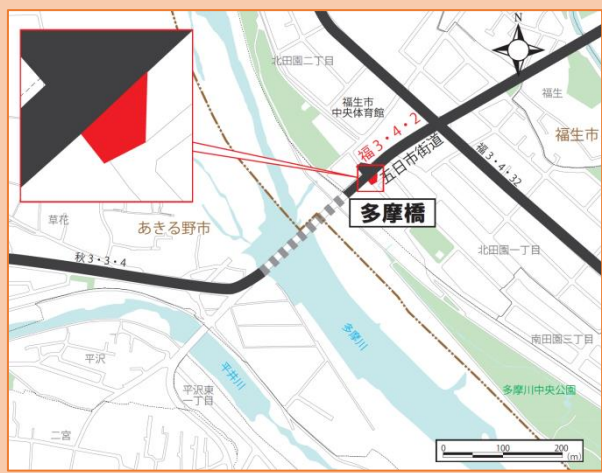 N
北田園二丁目
福生市
中央体育館
福3・4・2
五日市街道
福生
福生市
福3・4・32
多摩橋
草花
あきる野市
秋3・3・4
北田園一丁目
多摩川
南田園三丁目
平沢
平井川
平沢東
一丁目
多摩川中央公園
二宮
0 100 200
(m)